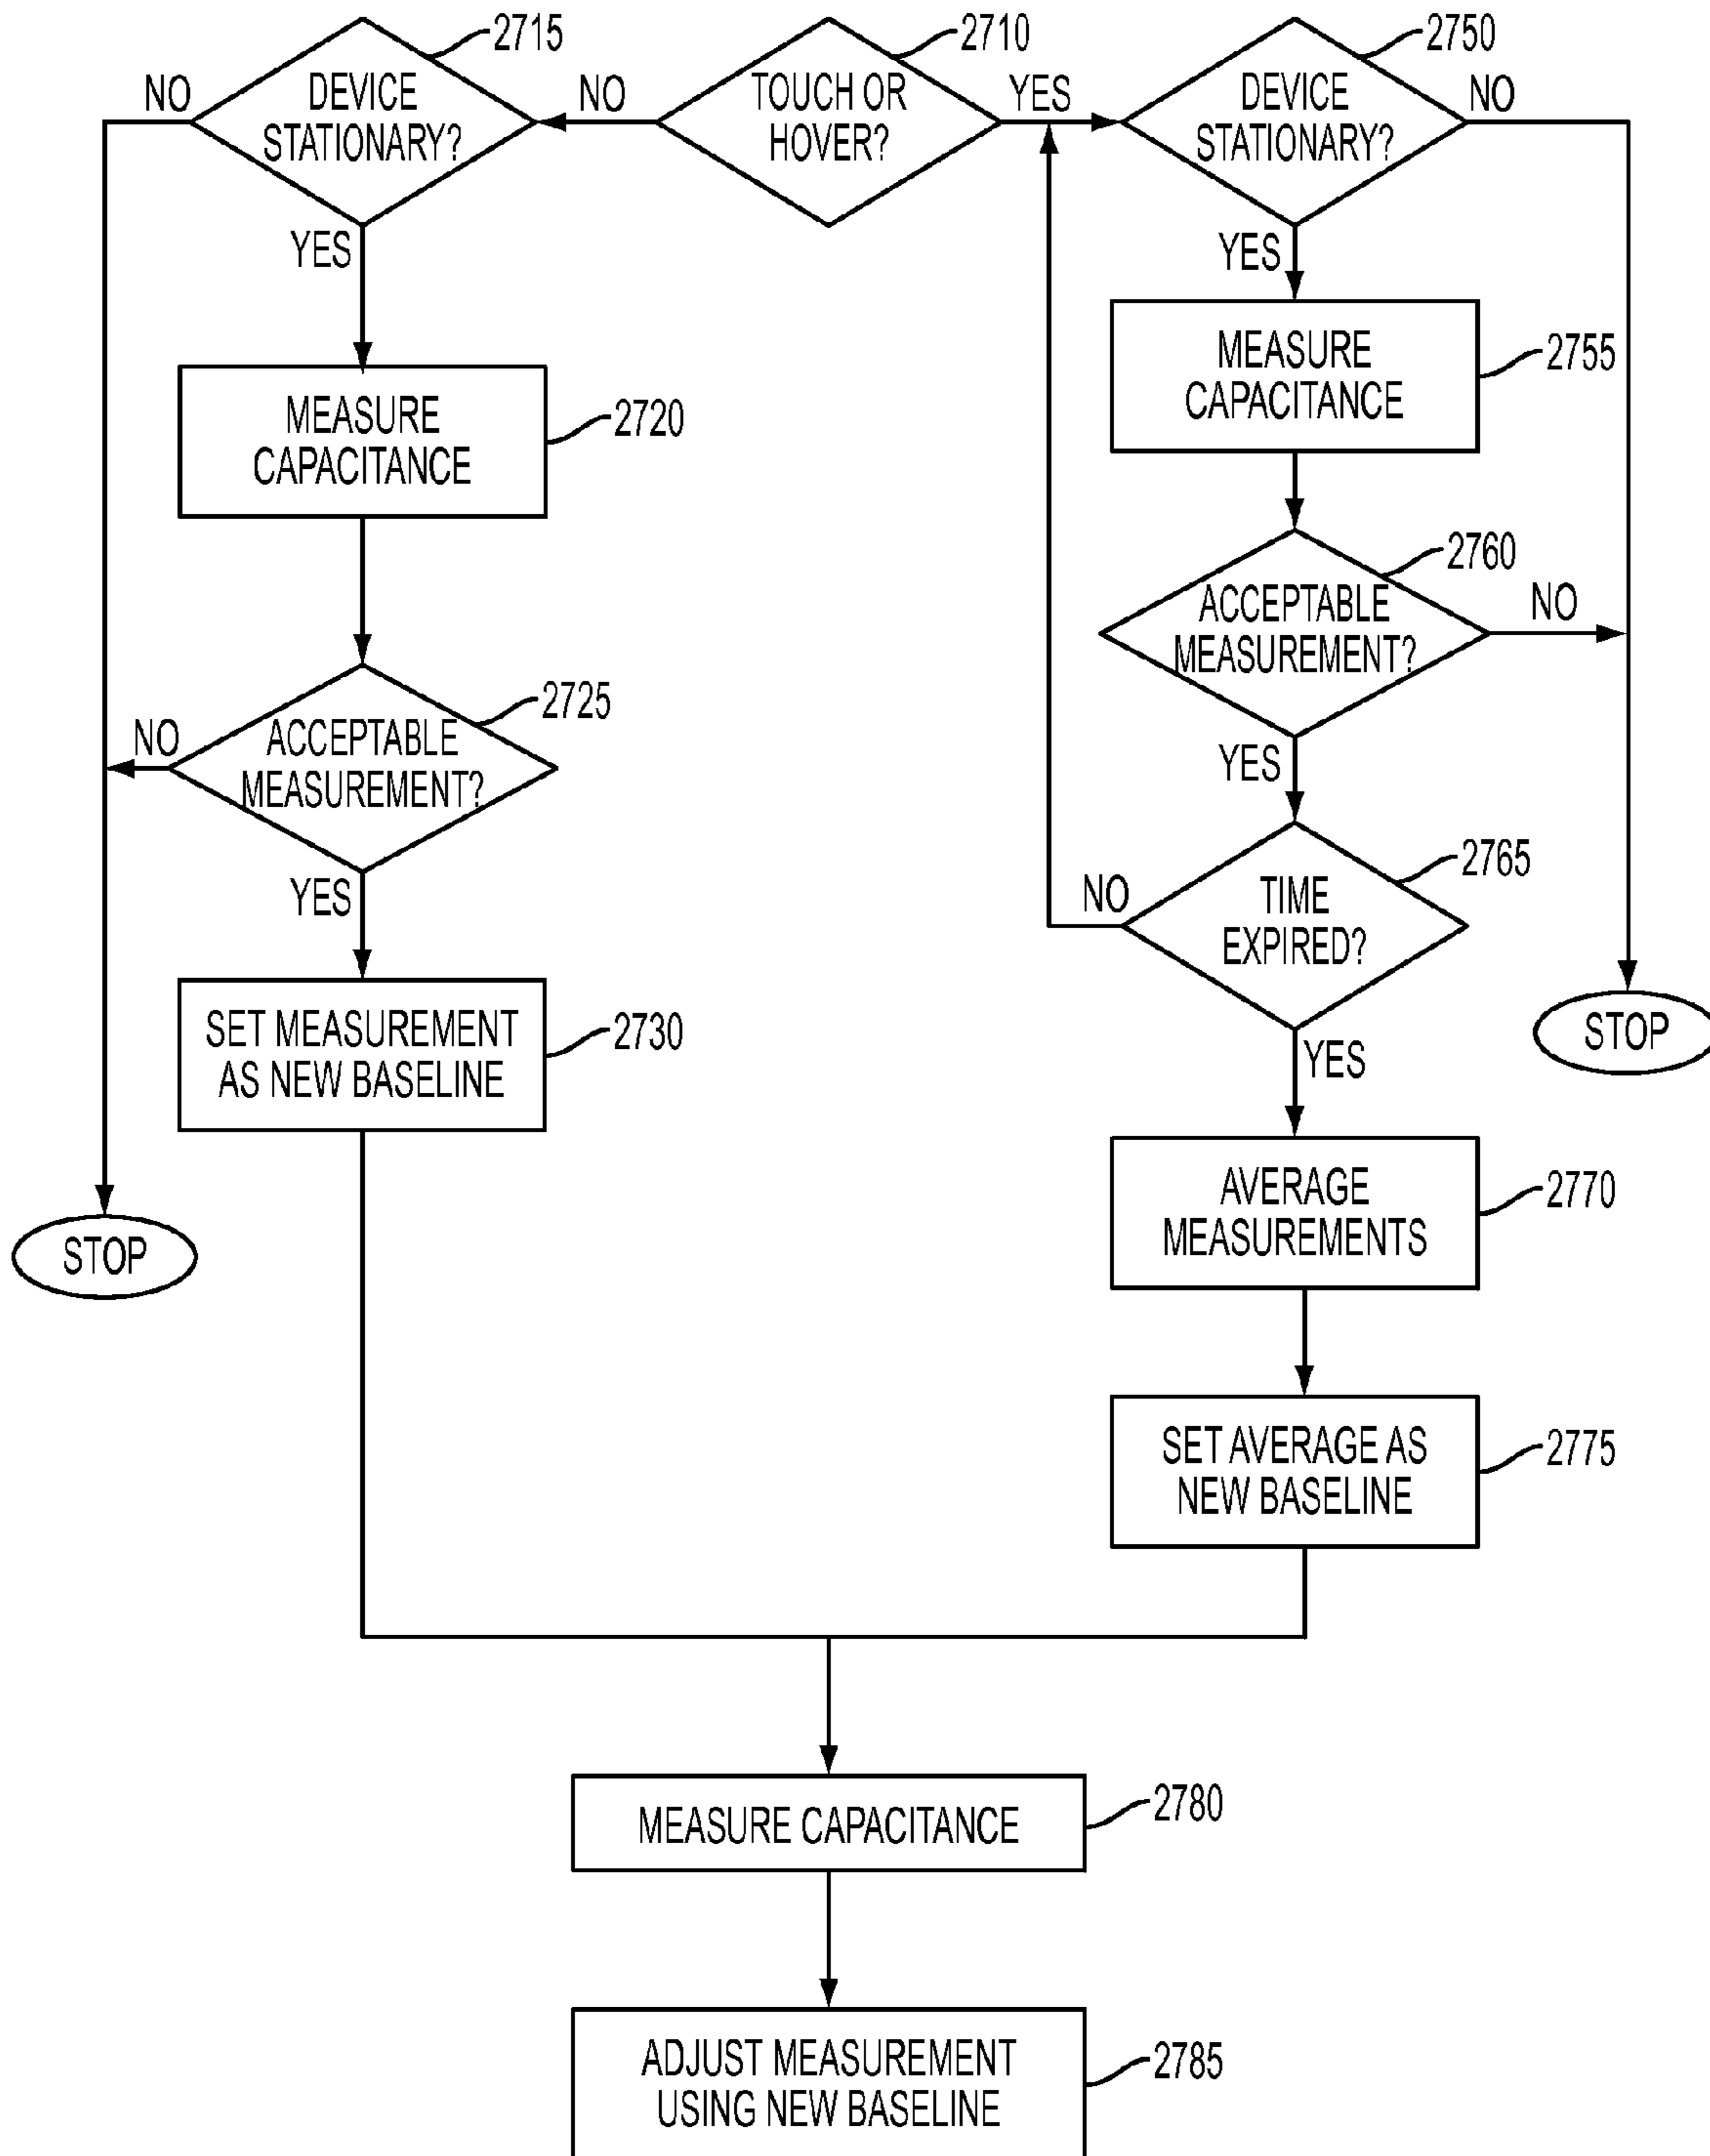 2715
2710
2750
NO
DEVICE
STATIONARY?
NO
TOUCH OR
HOVER?
YES
DEVICE
STATIONARY?
NO
YES
YES
MEASURE
CAPACITANCE
2755
MEASURE
CAPACITANCE
2720
2760
ACCEPTABLE
MEASUREMENT?
NO
2725
NO
ACCEPTABLE
MEASUREMENT?
YES
2765
YES
NO
TIME
EXPIRED?
SET MEASUREMENT
AS NEW BASELINE
2730
STOP
YES
AVERAGE
MEASUREMENTS
2770
STOP
SET AVERAGE AS
NEW BASELINE
2775
MEASURE CAPACITANCE
2780
ADJUST MEASUREMENT
USING NEW BASELINE
2785